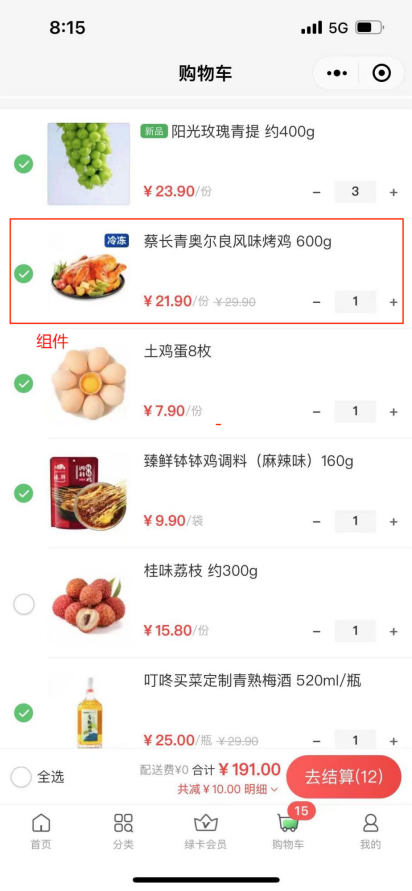 8:15
5G
购物车
新品 阳光玫瑰青提 约400g
¥23.90/份
− 3 +
冷冻
蔡长青奥尔良风味烤鸡 600g
¥21.90/份 ¥29.90
− 1 +
组件
土鸡蛋8枚
¥7.90/份
− 1 +
臻鲜钵钵鸡调料（麻辣味）160g
¥9.90/袋
− 1 +
桂味荔枝 约300g
¥15.80/份
− 1 +
叮咚买菜定制青熟梅酒 520ml/瓶
¥25.00/瓶 ¥29.90
− 1 +
全选
配送费¥0 合计 ¥191.00
共减 ¥10.00 明细
去结算(12)
15
首页 分类 绿卡会员 购物车 我的